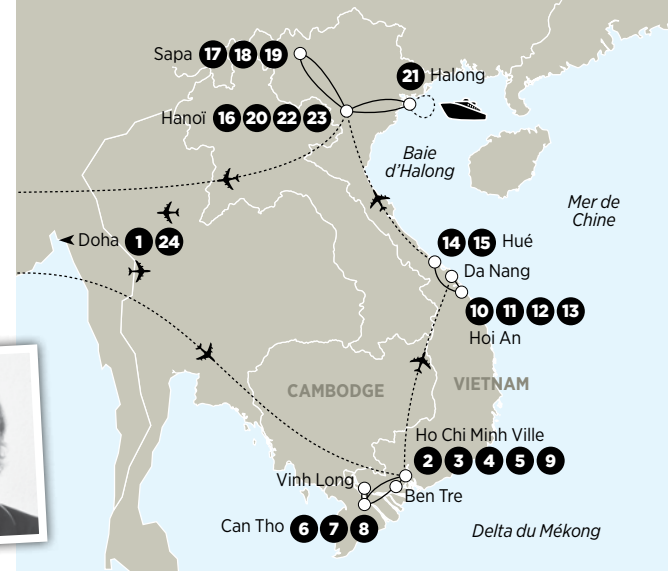 Sapa 17 18 19
21 Halong
Hanoï 16 20 22 23
Baie
d'Halong
Mer de
Chine
Doha 1 24
14 15 Hué
Da Nang
10 11 12 13
Hoi An
CAMBODGE
VIETNAM
Ho Chi Minh Ville
2 3 4 5 9
Vinh Long
Ben Tre
Can Tho 6 7 8
Delta du Mékong